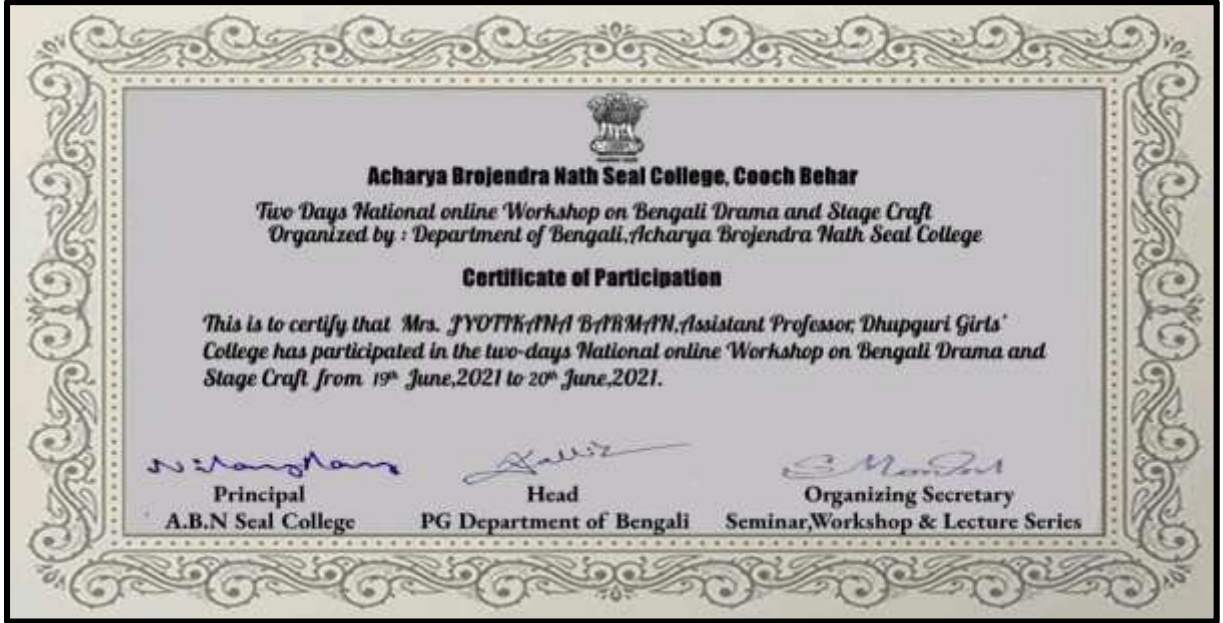 Acharya Brojendra Nath Seal College, Cooch Behar
Two Days National online Workshop on Bengali Drama and Stage Craft
Organized by : Department of Bengali,Acharya Brojendra Nath Seal College
Certificate of Participation
This is to certify that Mrs. JYOTIKANA BARMAN,Assistant Professor, Dhupguri Girls'
College has participated in the two-days National online Workshop on Bengali Drama and
Stage Craft from 19th June,2021 to 20th June,2021.
Principal Head Organizing Secretary
A.B.N Seal College PG Department of Bengali Seminar,Workshop & Lecture Series